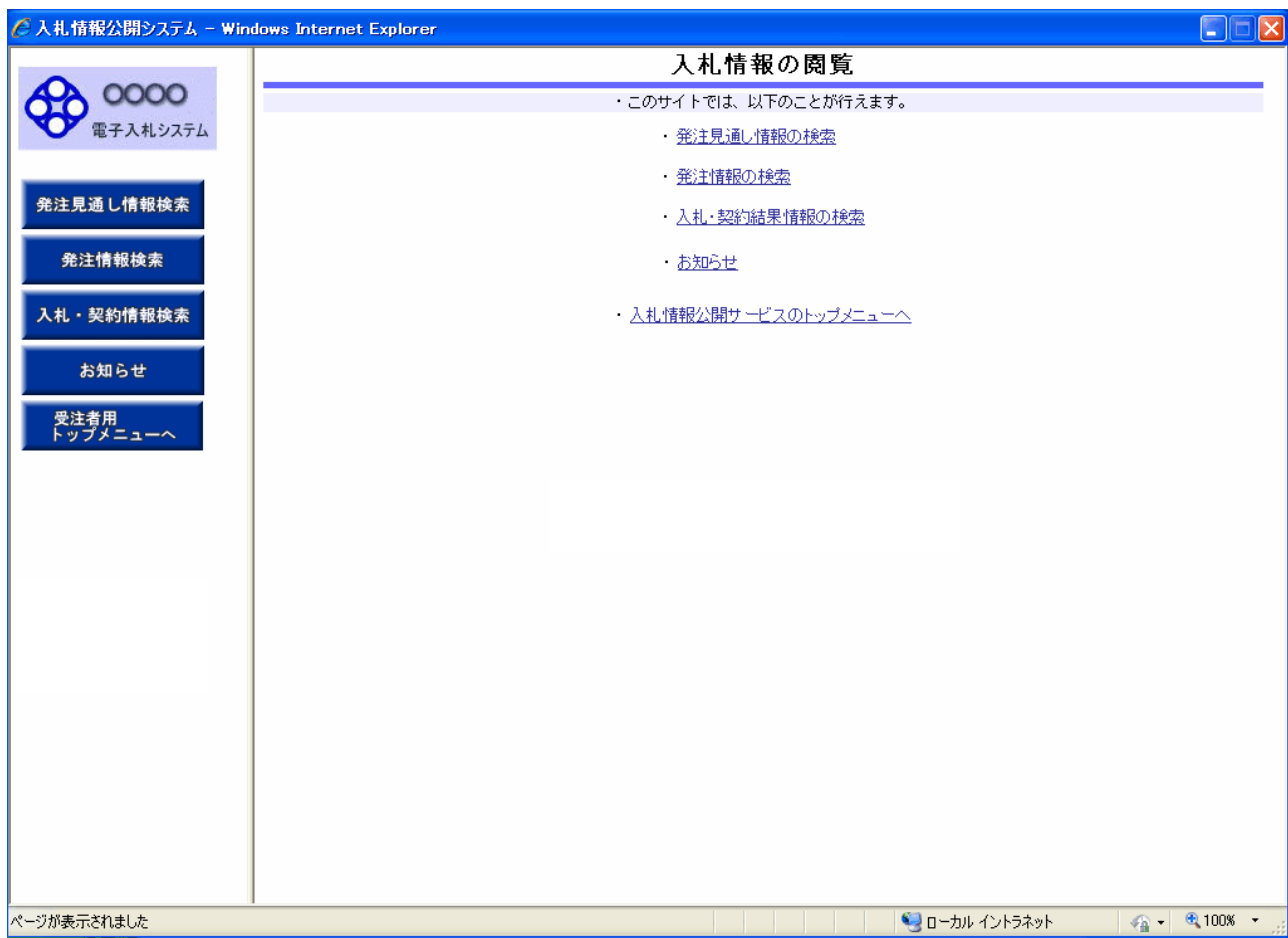 入札情報公開システム - Windows Internet Explorer
○○○○
電子入札システム
発注見通し情報検索
発注情報検索
入札・契約情報検索
お知らせ
受注者用
トップメニューへ
入札情報の閲覧
・このサイトでは、以下のことが行えます。
・発注見通し情報の検索
・発注情報の検索
・入札・契約結果情報の検索
・お知らせ
・入札情報公開サービスのトップメニューへ
ページが表示されました
ローカル イントラネット
100%